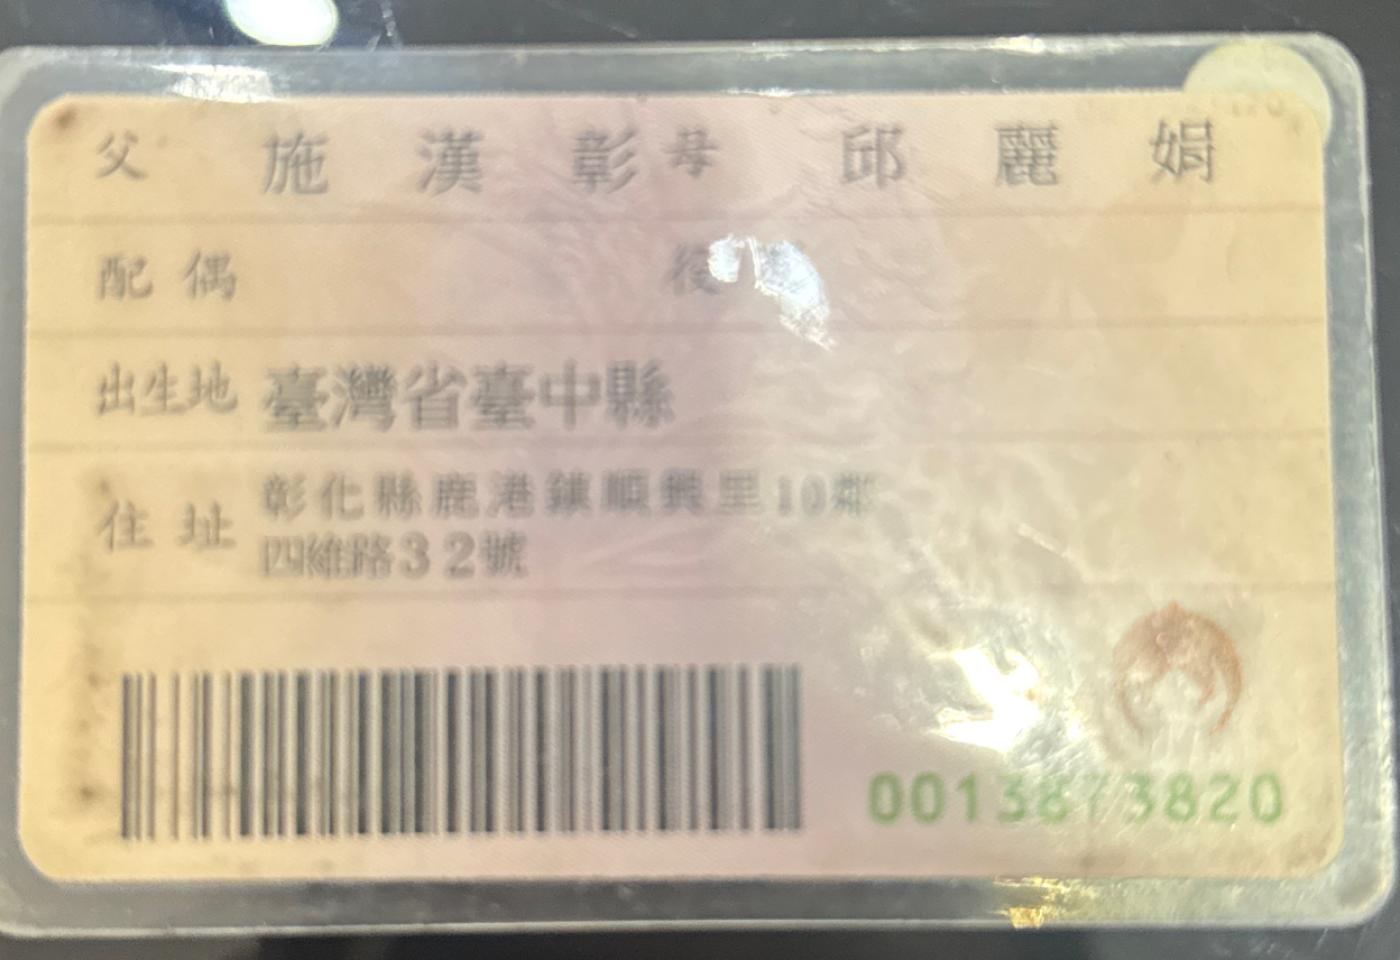 父 施漢彰 母 邱麗娟
配偶 役
出生地 臺灣省臺中縣
住址 彰化縣鹿港鎮順興里10鄰
四維路32號
0013873820